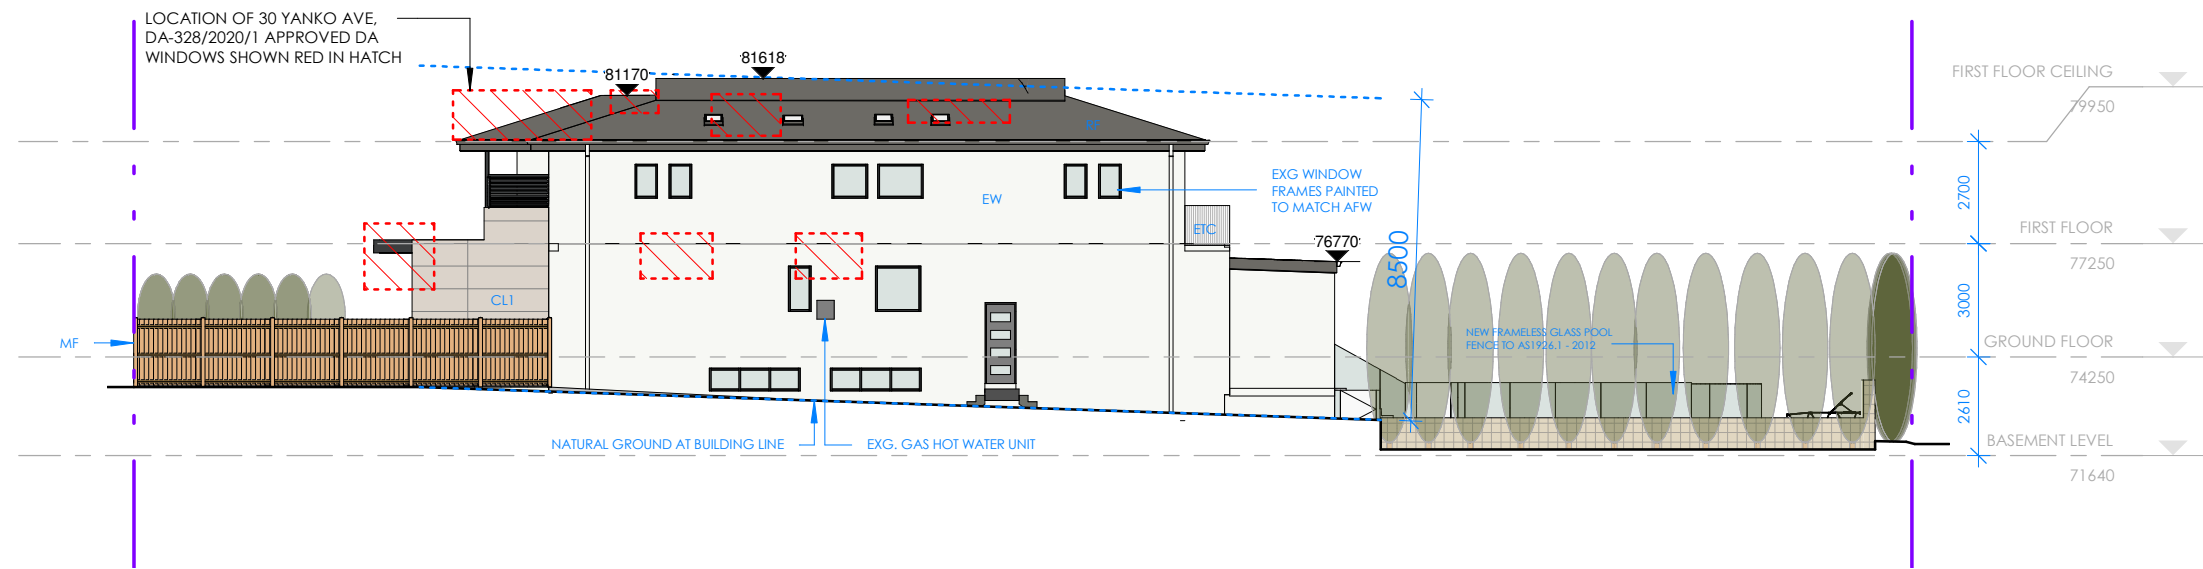 LOCATION OF 30 YANKO AVE,
DA-328/2020/1 APPROVED DA
WINDOWS SHOWN RED IN HATCH
81170
81618
FIRST FLOOR CEILING
79950
EXG WINDOW
FRAMES PAINTED
TO MATCH AFW
EW
ETC
76770
8500
2700
FIRST FLOOR
77250
CL1
3000
MF
NEW FRAMELESS GLASS POOL
FENCE TO AS1926.1 - 2012
GROUND FLOOR
74250
2610
NATURAL GROUND AT BUILDING LINE
EXG. GAS HOT WATER UNIT
BASEMENT LEVEL
71640